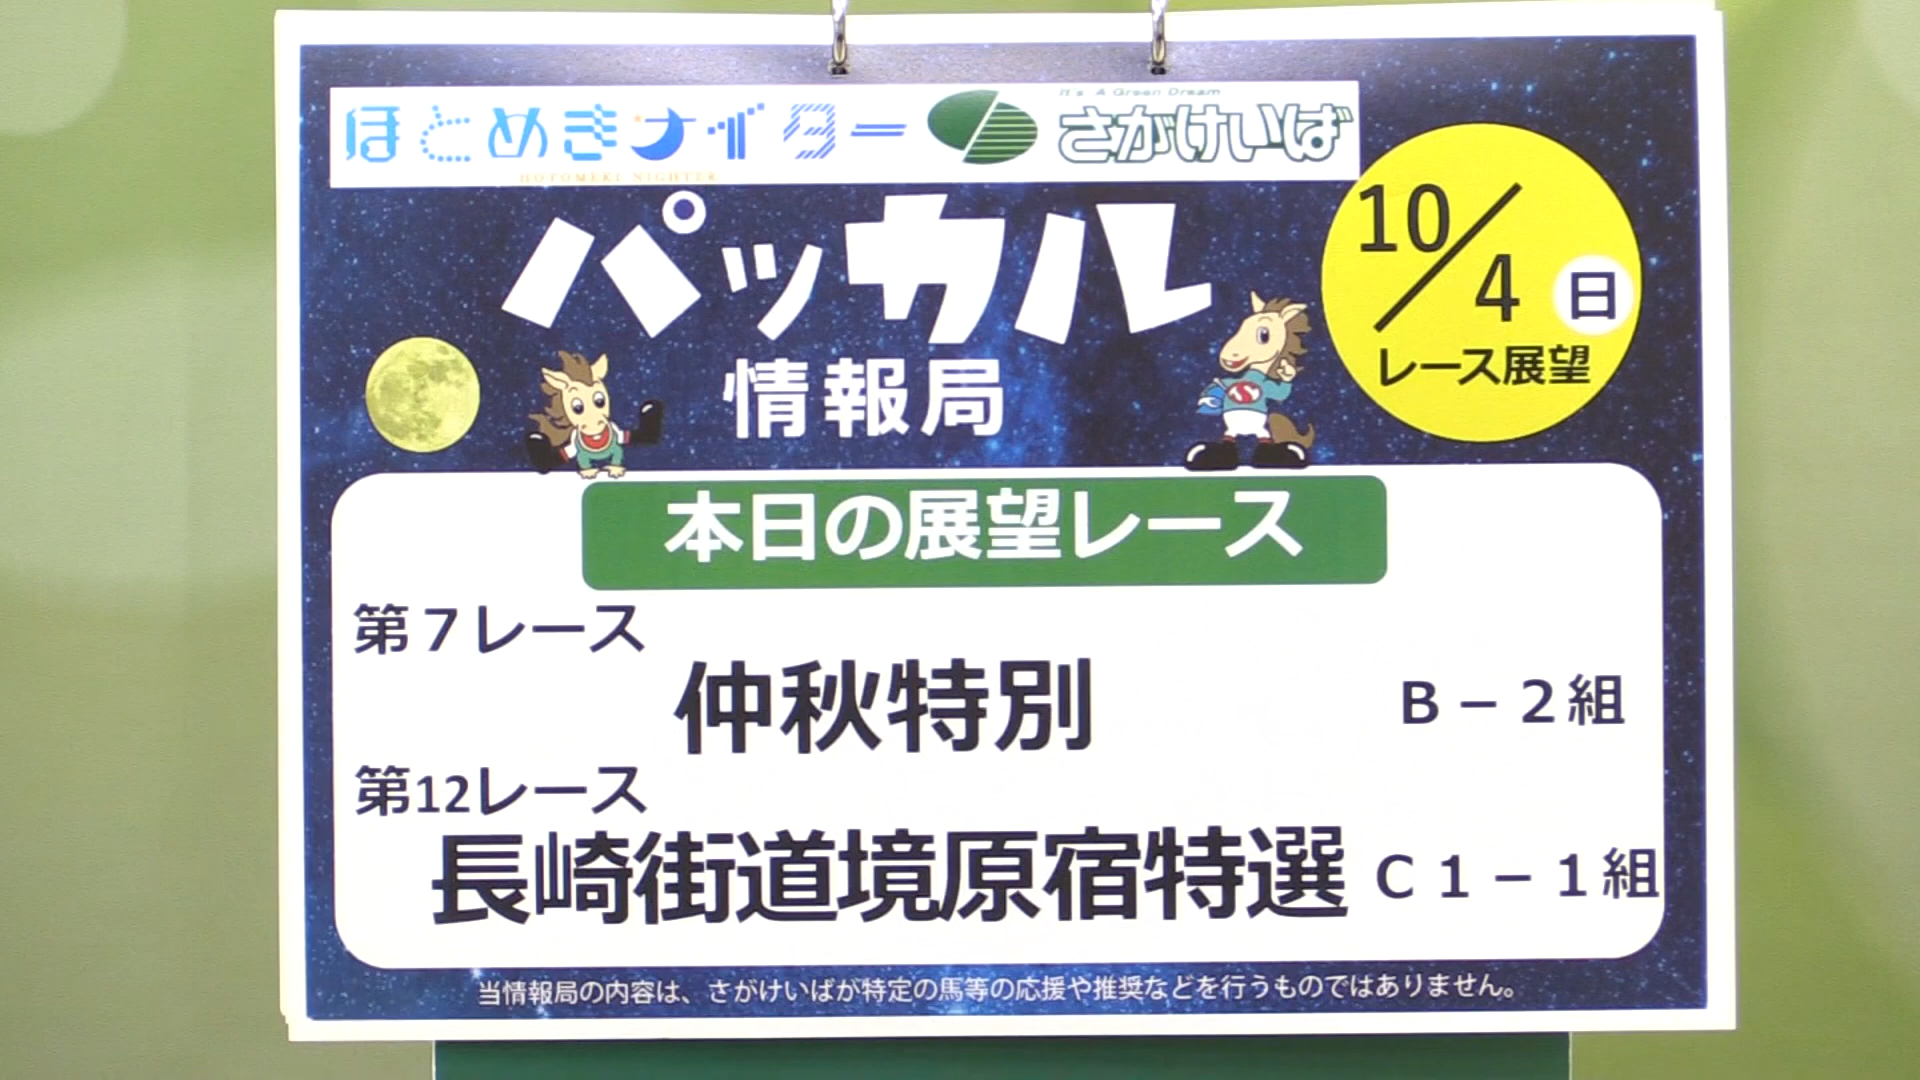 ほとめきナイター
HOTOMEKI NIGHTER
It's A Green Dream
さがけいば
パッカル
情報局
10/4 日
レース展望
本日の展望レース
第７レース
仲秋特別 Ｂ－２組
第12レース
長崎街道境原宿特選 Ｃ１－１組
当情報局の内容は、さがけいばが特定の馬等の応援や推奨などを行うものではありません。